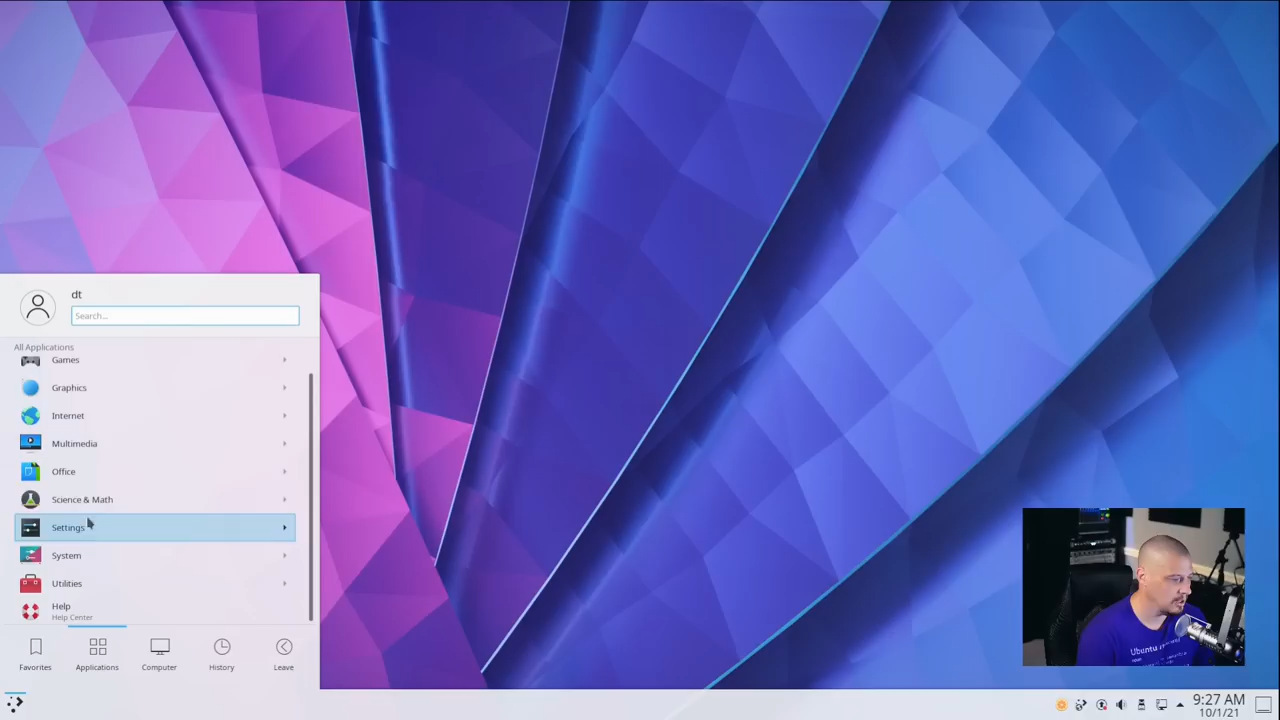 dt
Search...
All Applications
Games
Graphics
Internet
Multimedia
Office
Science & Math
Settings
System
Utilities
Help
Help Center
Favorites
Applications
Computer
History
Leave
Ubuntu
9:27 AM
10/1/21